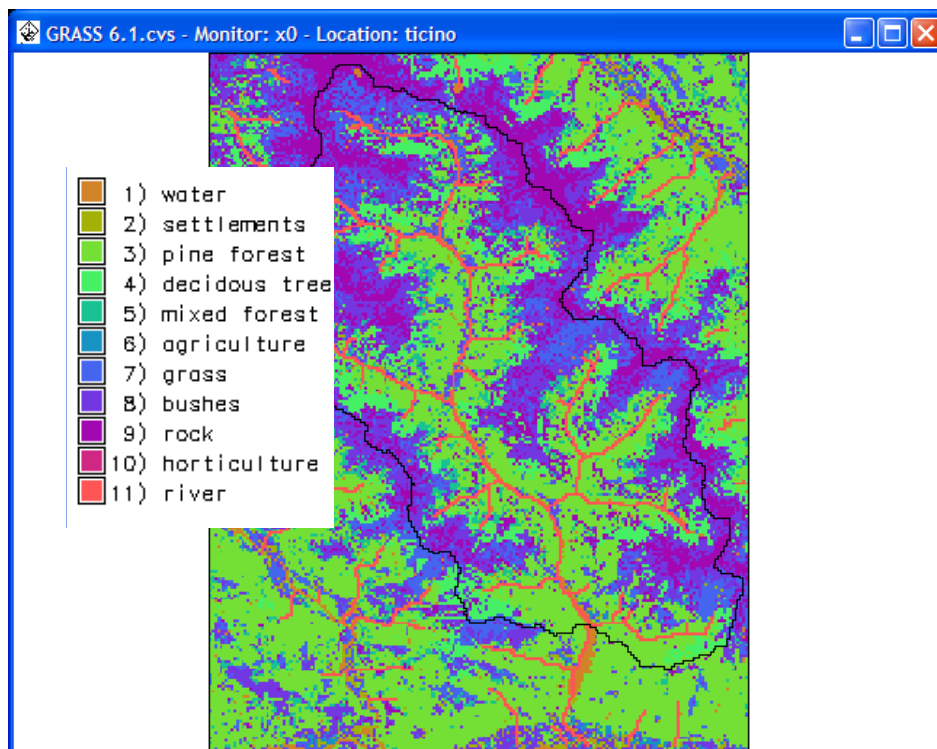 GRASS 6.1.cvs - Monitor: x0 - Location: ticino
1) water
2) settlements
3) pine forest
4) decidous tree
5) mixed forest
6) agriculture
7) grass
8) bushes
9) rock
10) horticulture
11) river